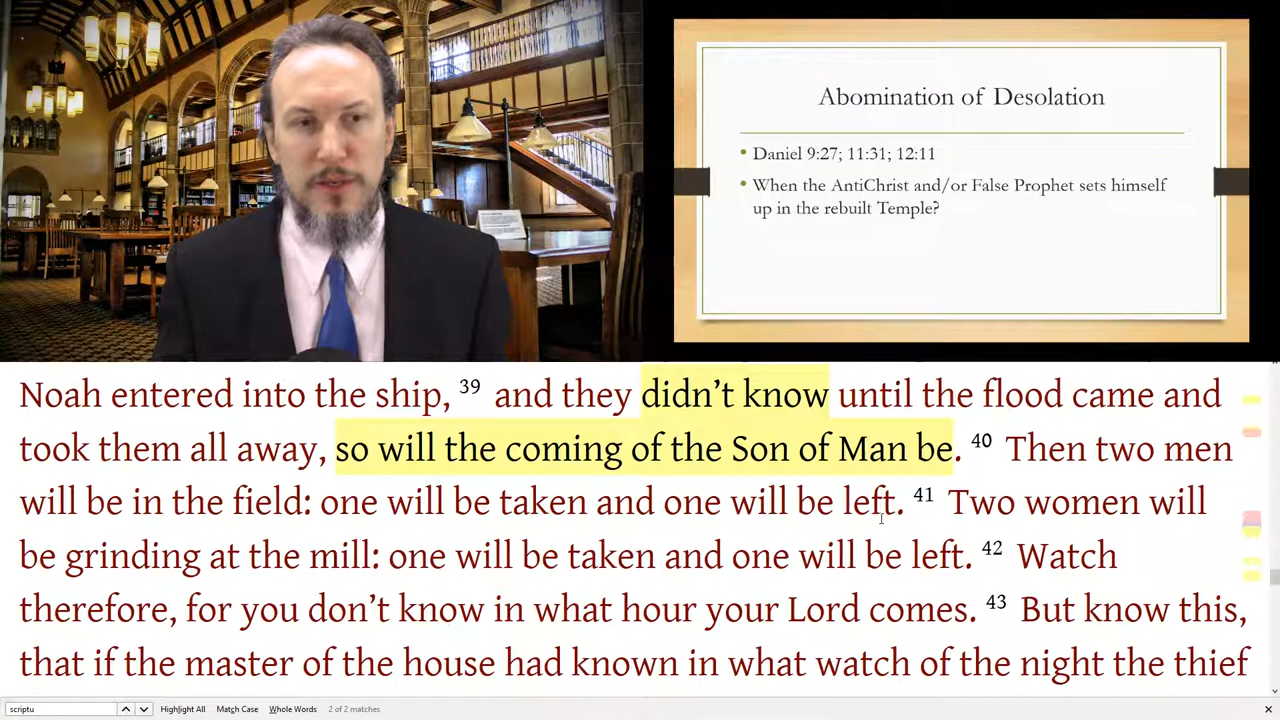 Abomination of Desolation
• Daniel 9:27; 11:31; 12:11
• When the AntiChrist and/or False Prophet sets himself
up in the rebuilt Temple?
Noah entered into the ship, 39 and they didn’t know until the flood came and
took them all away, so will the coming of the Son of Man be. 40 Then two men
will be in the field: one will be taken and one will be left. 41 Two women will
be grinding at the mill: one will be taken and one will be left. 42 Watch
therefore, for you don’t know in what hour your Lord comes. 43 But know this,
that if the master of the house had known in what watch of the night the thief
scriptu
Highlight All Match Case Whole Words 2 of 2 matches